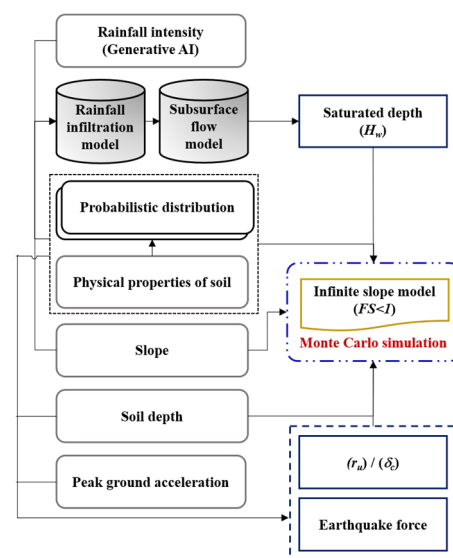 Rainfall intensity
(Generative AI)
Rainfall
infiltration
model
Subsurface
flow
model
Saturated depth
(Hw)
Probabilistic distribution
Physical properties of soil
Infinite slope model
(FS<1)
Monte Carlo simulation
Slope
Soil depth
Peak ground acceleration
(ru) / (δc)
Earthquake force